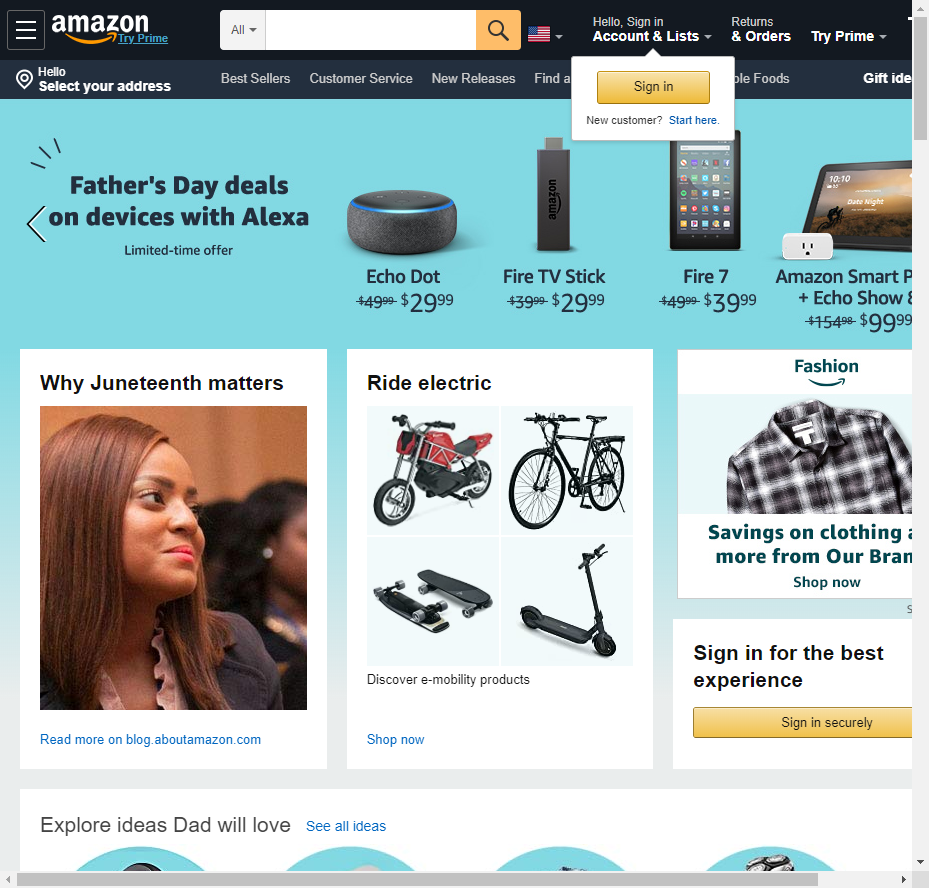 amazon
Try Prime
All
Hello, Sign in
Account & Lists
Returns
& Orders
Try Prime
Hello
Select your address
Best Sellers
Customer Service
New Releases
Find a
ole Foods
Gift ide
Sign in
New customer? Start here.
Father's Day deals
on devices with Alexa
Limited-time offer
amazon
Echo Dot
$49.99 $29.99
Fire TV Stick
$39.99 $29.99
Fire 7
$49.99 $39.99
10:10
Date Night
Amazon Smart P
+ Echo Show 8
$154.98 $99.99
Why Juneteenth matters
Read more on blog.aboutamazon.com
Ride electric
Discover e-mobility products
Shop now
Fashion
Savings on clothing a
more from Our Bran
Shop now
S
Sign in for the best
experience
Sign in securely
Explore ideas Dad will love
See all ideas